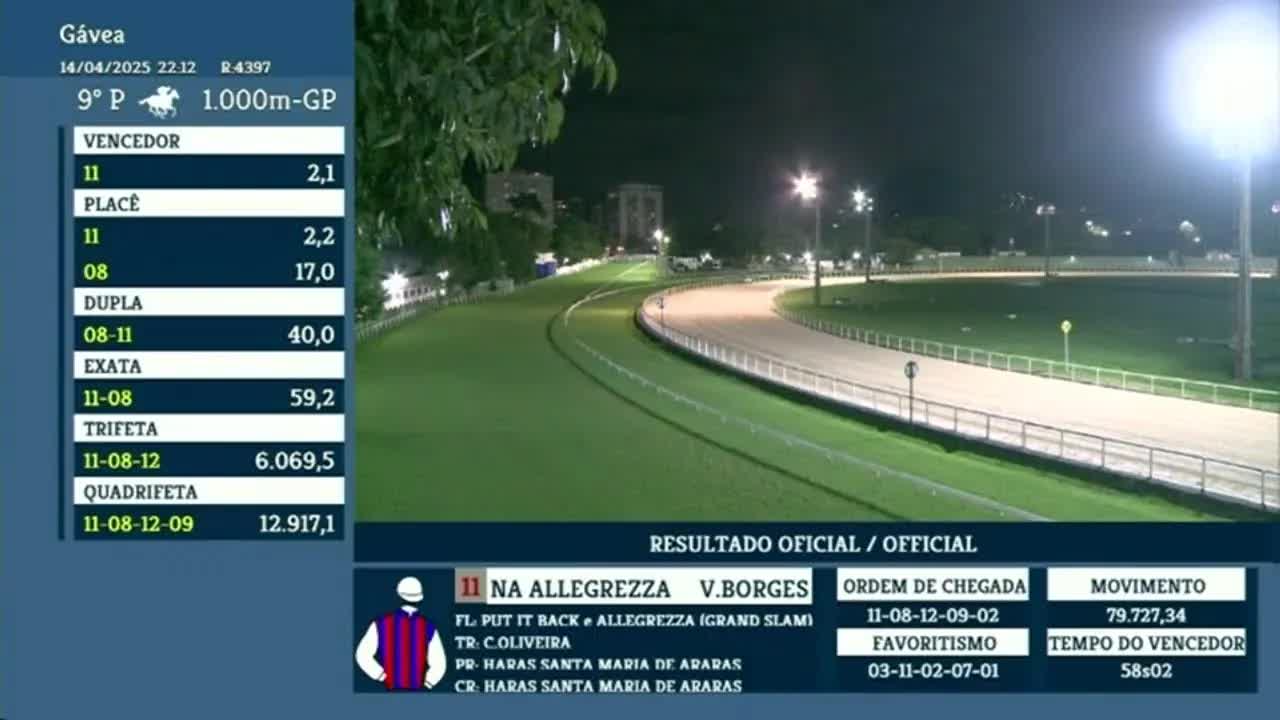 Gávea
14/04/2025 22:12 R:4397
9° P 1.000m-GP
VENCEDOR
11 2,1
PLACÊ
11 2,2
08 17,0
DUPLA
08-11 40,0
EXATA
11-08 59,2
TRIFETA
11-08-12 6.069,5
QUADRIFETA
11-08-12-09 12.917,1
RESULTADO OFICIAL / OFFICIAL
11 NA ALLEGREZZA V.BORGES
FL: PUT IT BACK e ALLEGREZZA (GRAND SLAM)
TR: C.OLIVEIRA
PR: HARAS SANTA MARIA DE ARARAS
CR: HARAS SANTA MARIA DE ARARAS
ORDEM DE CHEGADA
11-08-12-09-02
FAVORITISMO
03-11-02-07-01
MOVIMENTO
79.727,34
TEMPO DO VENCEDOR
58s02